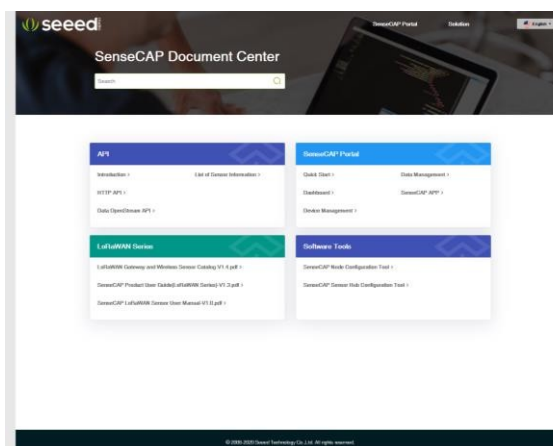 seeed
SenseCAP Portal
Solution
English
SenseCAP Document Center
Search
API
Introduction >
List of Sensor Information >
HTTP API >
Data OpenStream API >
SenseCAP Portal
Quick Start >
Data Management >
Dashboard >
SenseCAP APP >
Device Management >
LoRaWAN Series
LoRaWAN Gateway and Wireless Sensor Catalog V1.4.pdf >
SenseCAP Product User Guide(LoRaWAN Series) V1.3.pdf >
SenseCAP LoRaWAN Sensor User Manual-V1.0.pdf >
Software Tools
SenseCAP Node Configuration Tool >
SenseCAP Sensor Hub Configuration Tool >
© 2008-2020 Seeed Technology Co.,Ltd. All rights reserved.